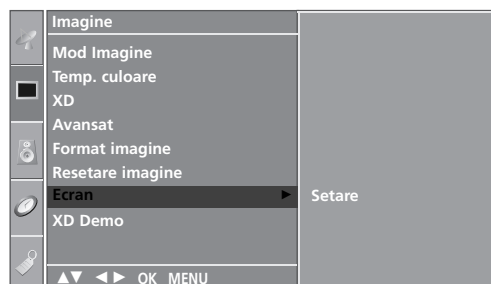 Imagine
Mod Imagine
Temp. culoare
XD
Avansat
Format imagine
Resetare imagine
Ecran ► Setare
XD Demo
▲▼ ◄► OK MENU